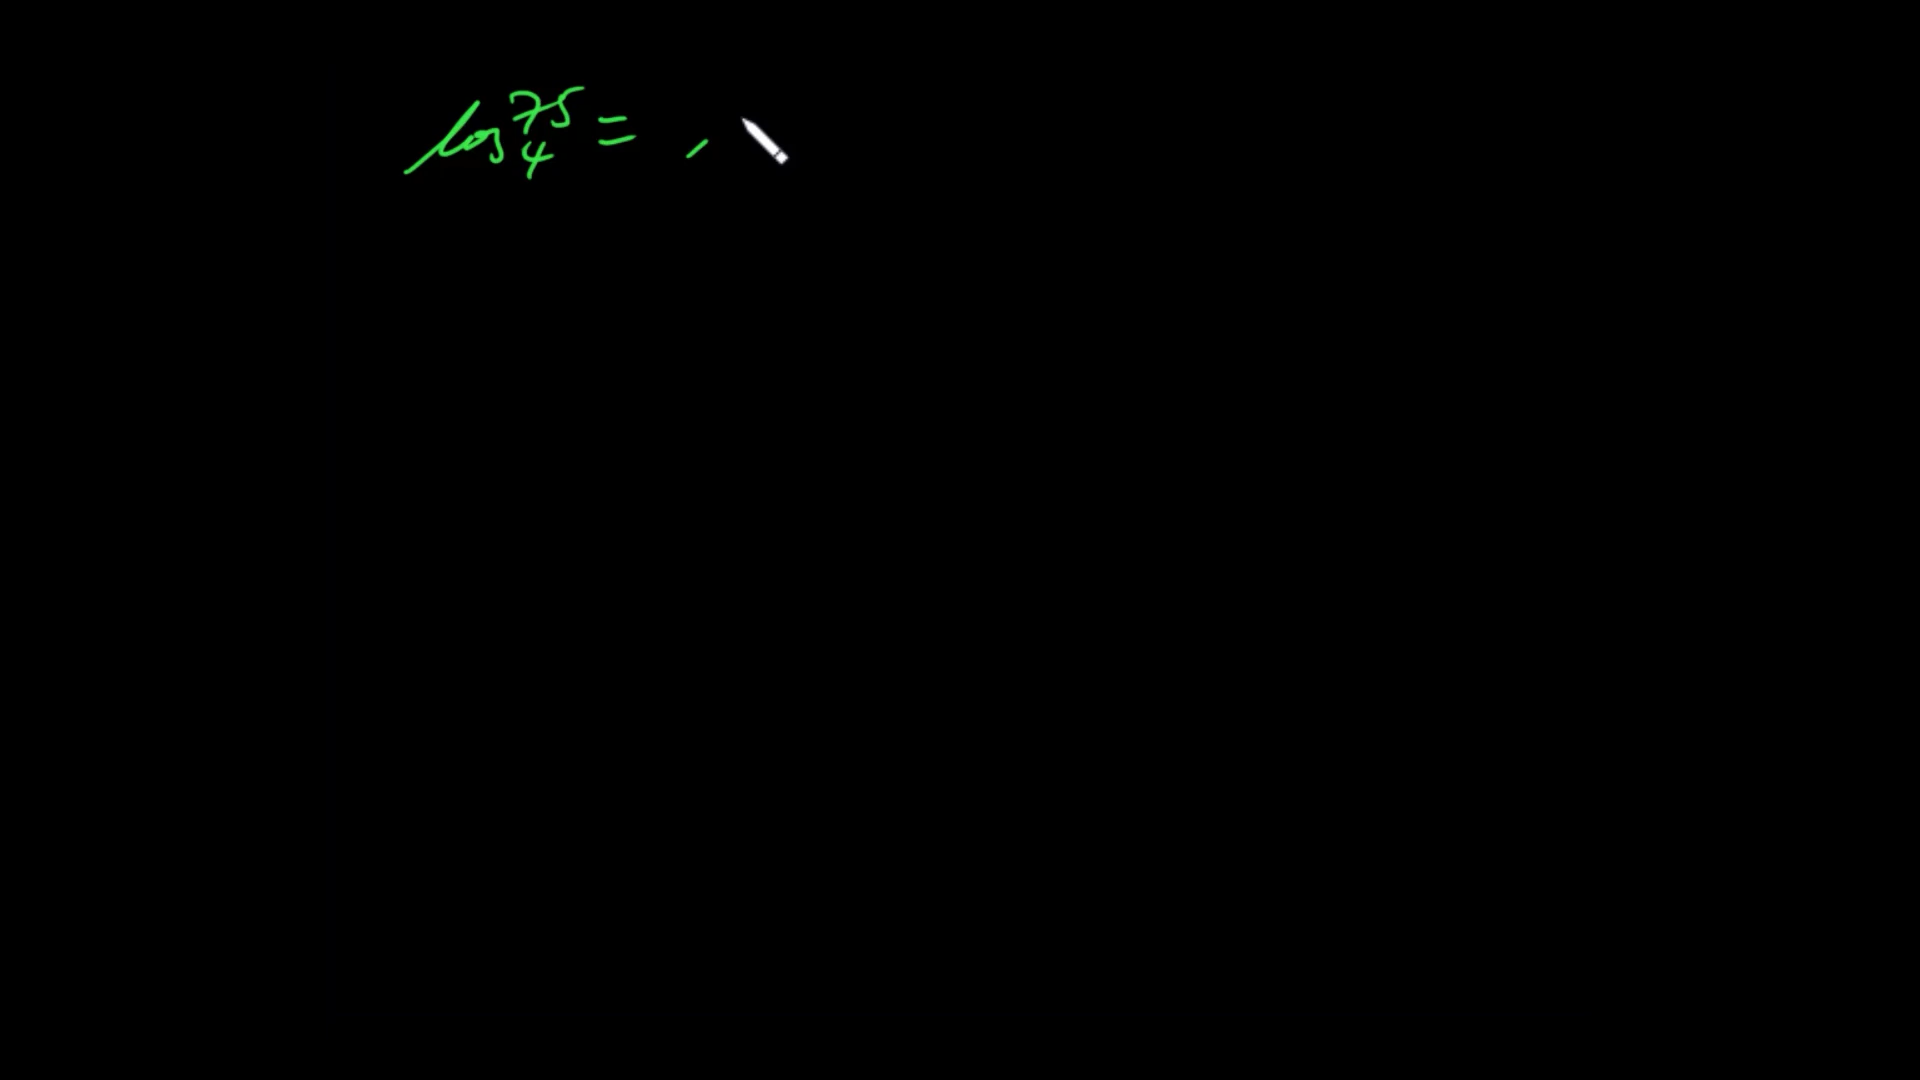 log₄⁷⁵ = ,